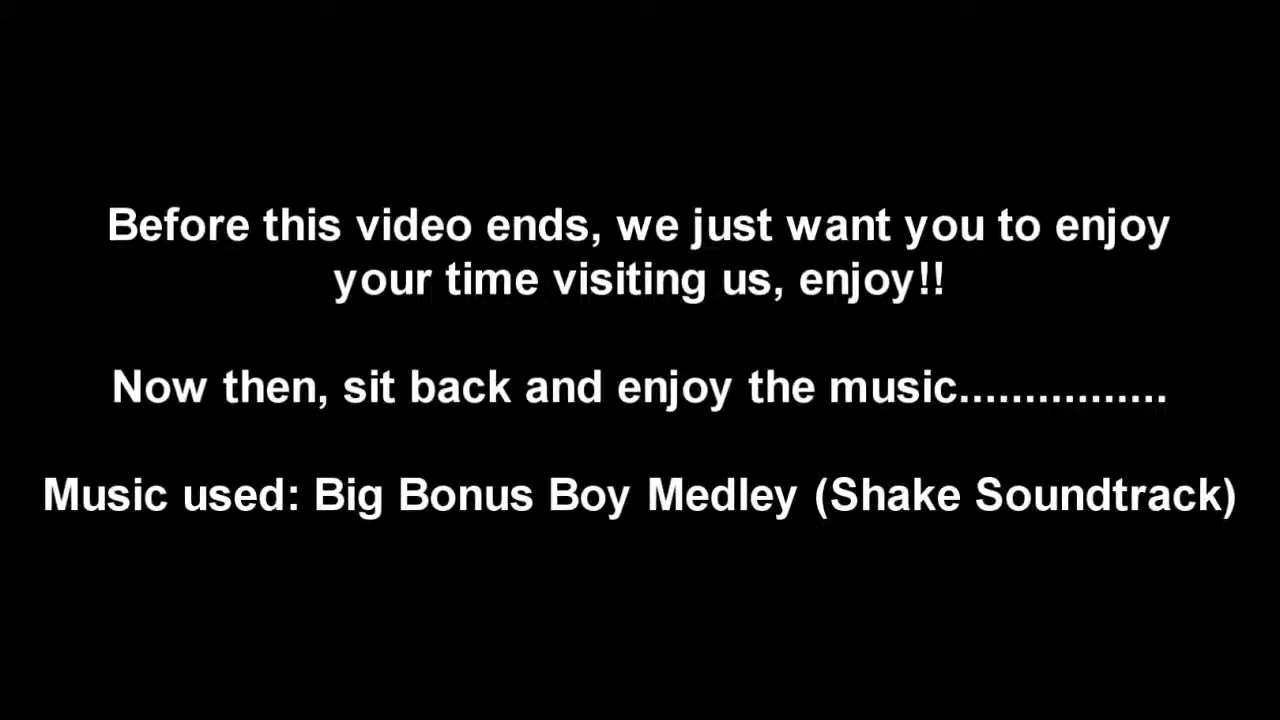 Before this video ends, we just want you to enjoy
your time visiting us, enjoy!!
Now then, sit back and enjoy the music................
Music used: Big Bonus Boy Medley (Shake Soundtrack)